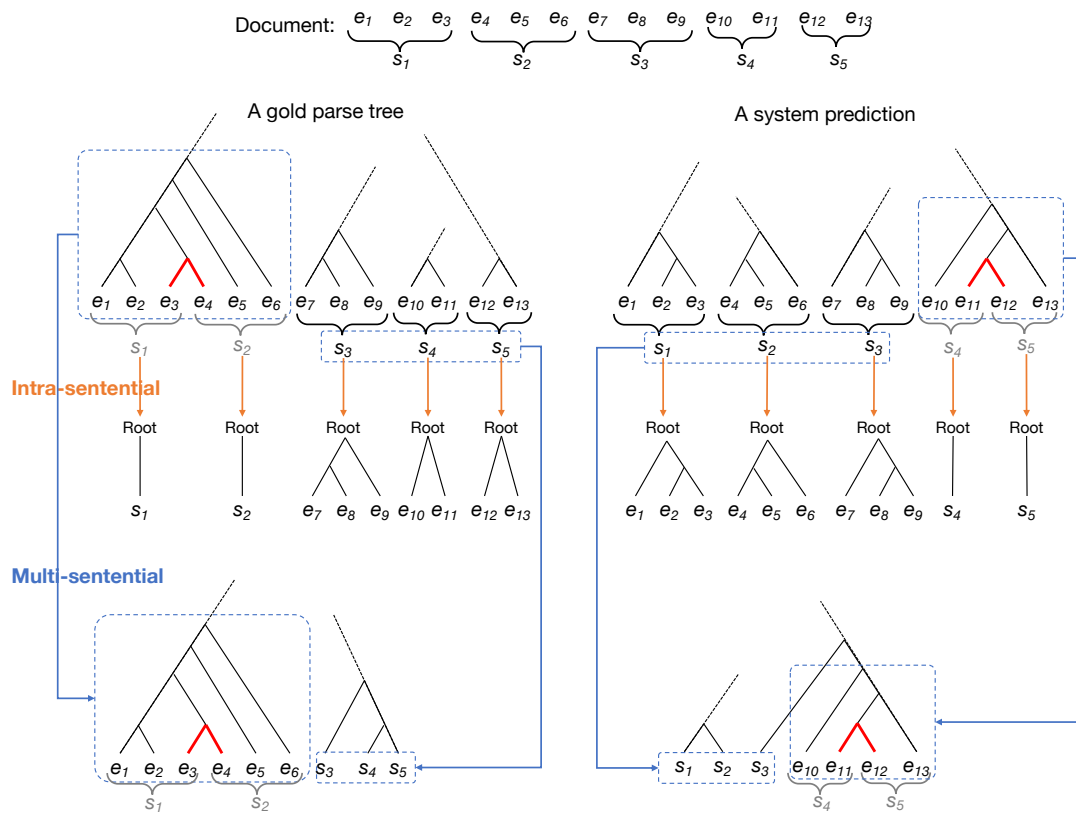 Document: e1 e2 e3 e4 e5 e6 e7 e8 e9 e10 e11 e12 e13
s1 s2 s3 s4 s5
A gold parse tree A system prediction
e1 e2 e3 e4 e5 e6 e7 e8 e9 e10 e11 e12 e13 e1 e2 e3 e4 e5 e6 e7 e8 e9 e10 e11 e12 e13
s1 s2 s3 s4 s5 s1 s2 s3 s4 s5
Intra-sentential
Root Root Root Root Root Root Root Root Root Root
s1 s2 e7 e8 e9 e10 e11 e12 e13 e1 e2 e3 e4 e5 e6 e7 e8 e9 s4 s5
Multi-sentential
e1 e2 e3 e4 e5 e6 s3 s4 s5 s1 s2 s3 e10 e11 e12 e13
s1 s2 s4 s5